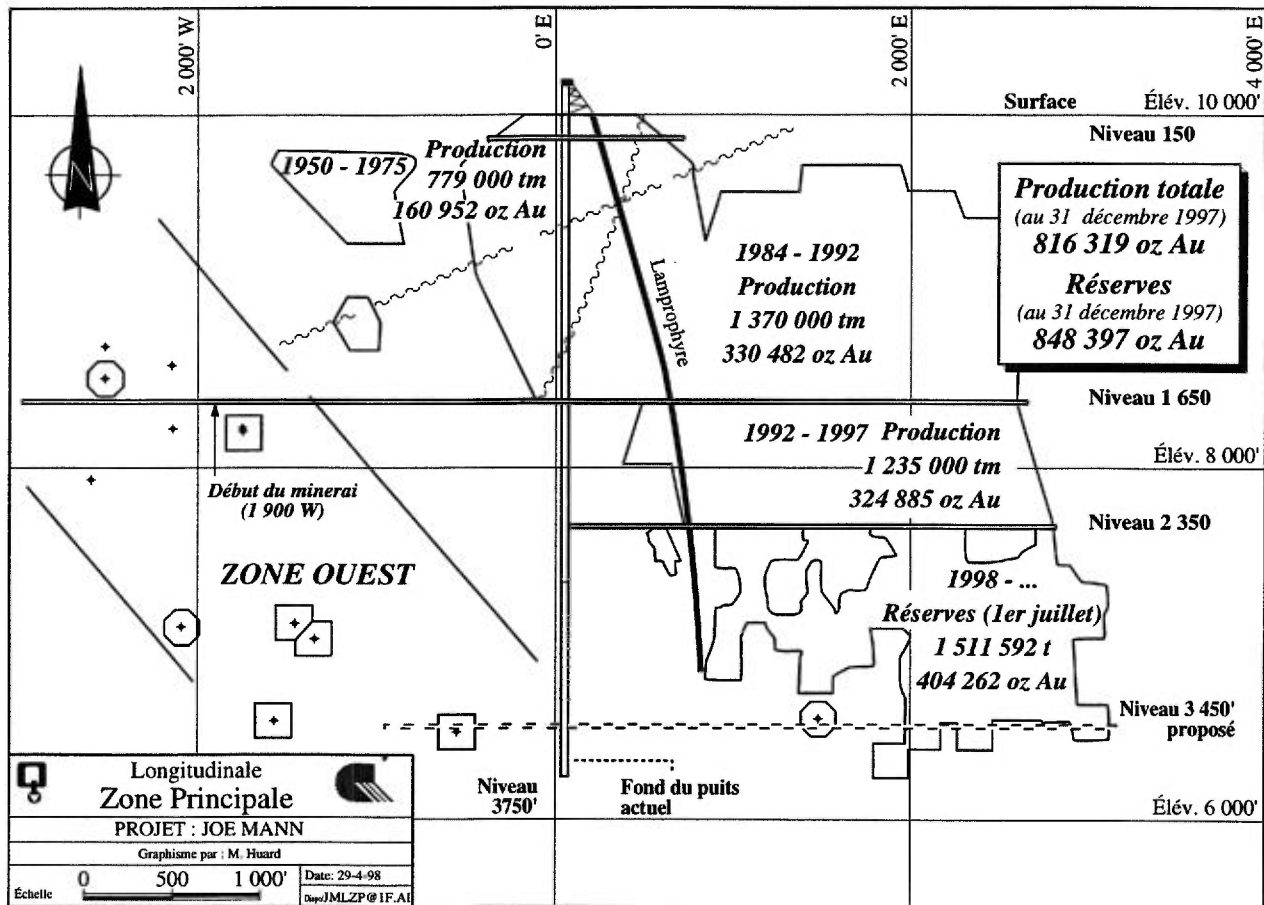 2 000' W
0' E
2 000' E
4 000' E
Surface
Élév. 10 000'
Niveau 150
N
1950 - 1975
Production
779 000 tm
160 952 oz Au
Production totale
(au 31 décembre 1997)
816 319 oz Au
Réserves
(au 31 décembre 1997)
848 397 oz Au
1984 - 1992
Production
1 370 000 tm
330 482 oz Au
Lamprophyre
Niveau 1 650
1992 - 1997 Production
1 235 000 tm
324 885 oz Au
Élév. 8 000'
Début du minerai
(1 900 W)
Niveau 2 350
ZONE OUEST
1998 - ...
Réserves (1er juillet)
1 511 592 t
404 262 oz Au
Niveau 3 450'
proposé
Niveau
3750'
Fond du puits
actuel
Élév. 6 000'
Longitudinale
Zone Principale
PROJET : JOE MANN
Graphisme par : M. Huard
Échelle
0 500 1 000'
Date: 29-4-98
JMLZP@1F.AI